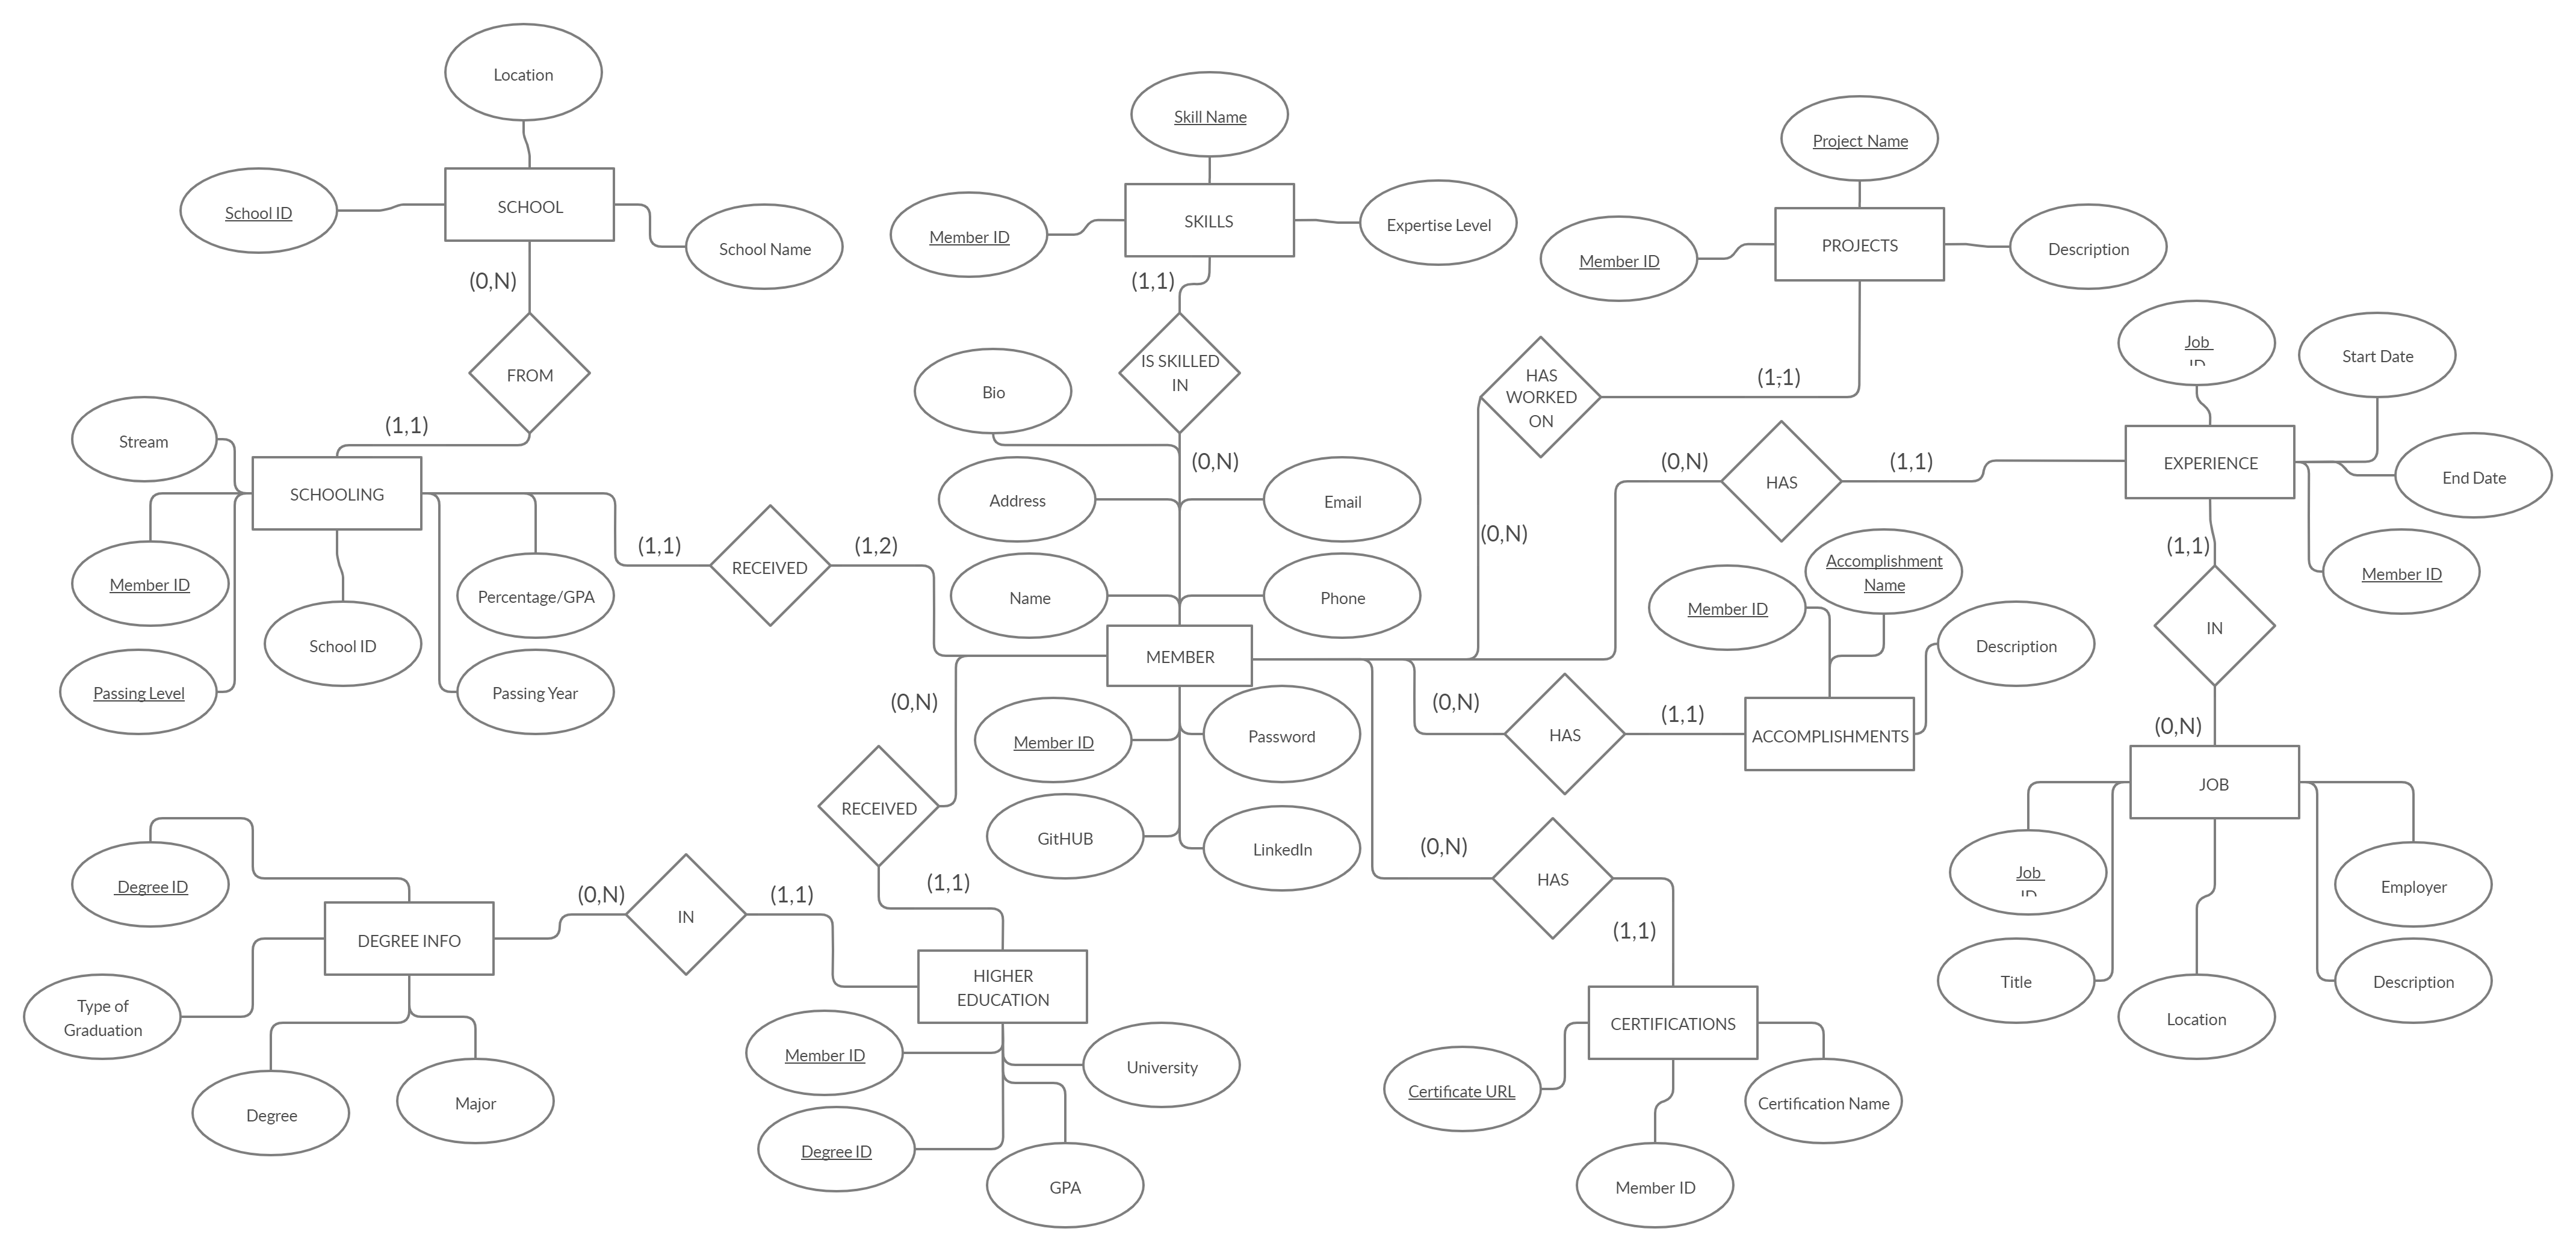 Location
School ID
SCHOOL
School Name
(0,N)
FROM
(1,1)
Stream
SCHOOLING
Member ID
School ID
Percentage/GPA
Passing Level
Passing Year
(1,1)
RECEIVED
(1,2)
Skill Name
Member ID
SKILLS
Expertise Level
(1,1)
IS SKILLED
IN
(0,N)
Bio
Address
Email
Name
Phone
MEMBER
Member ID
Password
GitHUB
LinkedIn
Project Name
Member ID
PROJECTS
Description
HAS
WORKED
ON
(1,1)
(0,N)
(0,N)
HAS
(1,1)
Job
ID
Start Date
EXPERIENCE
End Date
Member ID
(1,1)
IN
(0,N)
JOB
Job
ID
Employer
Title
Location
Description
Member ID
Accomplishment
Name
Description
(0,N)
HAS
(1,1)
ACCOMPLISHMENTS
(0,N)
HAS
(1,1)
CERTIFICATIONS
Certificate URL
Member ID
Certification Name
(0,N)
RECEIVED
(1,1)
HIGHER
EDUCATION
Member ID
University
Degree ID
GPA
(1,1)
IN
(0,N)
Degree ID
DEGREE INFO
Type of
Graduation
Degree
Major